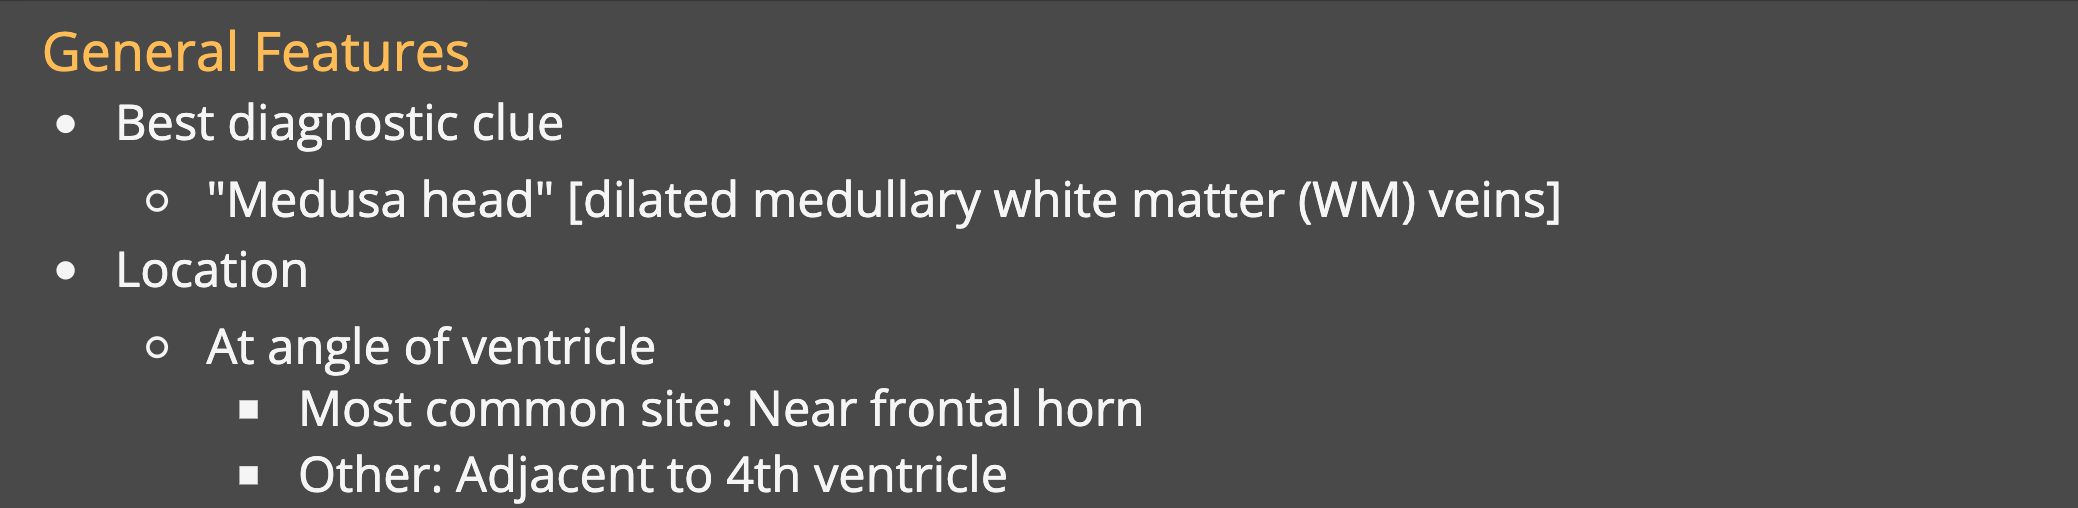 General Features
• Best diagnostic clue
○ "Medusa head" [dilated medullary white matter (WM) veins]
• Location
○ At angle of ventricle
■ Most common site: Near frontal horn
■ Other: Adjacent to 4th ventricle